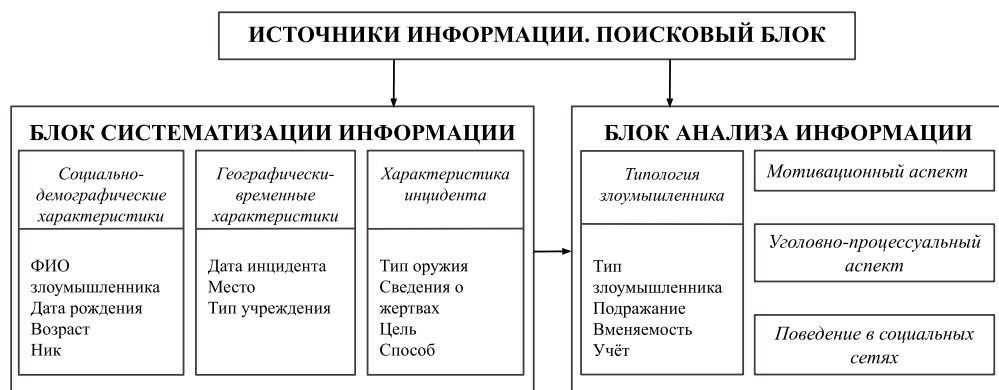 ИСТОЧНИКИ ИНФОРМАЦИИ. ПОИСКОВЫЙ БЛОК
БЛОК СИСТЕМАТИЗАЦИИ ИНФОРМАЦИИ
Социально-
демографические
характеристики
ФИО
злоумышленника
Дата рождения
Возраст
Ник
Географически-
временные
характеристики
Дата инцидента
Место
Тип учреждения
Характеристика
инцидента
Тип оружия
Сведения о
жертвах
Цель
Способ
БЛОК АНАЛИЗА ИНФОРМАЦИИ
Типология
злоумышленника
Тип
злоумышленника
Подражание
Вменяемость
Учёт
Мотивационный аспект
Уголовно-процессуальный
аспект
Поведение в социальных
сетях